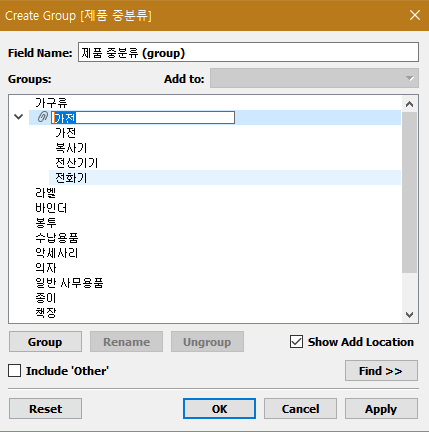 Create Group [제품 중분류]
Field Name: 제품 중분류 (group)
Groups: Add to:
가구류
가전
가전
복사기
전산기기
전화기
라벨
바인더
봉투
수납용품
악세사리
의자
일반 사무용품
종이
책장
Group Rename Ungroup Show Add Location
Include 'Other' Find >>
Reset OK Cancel Apply